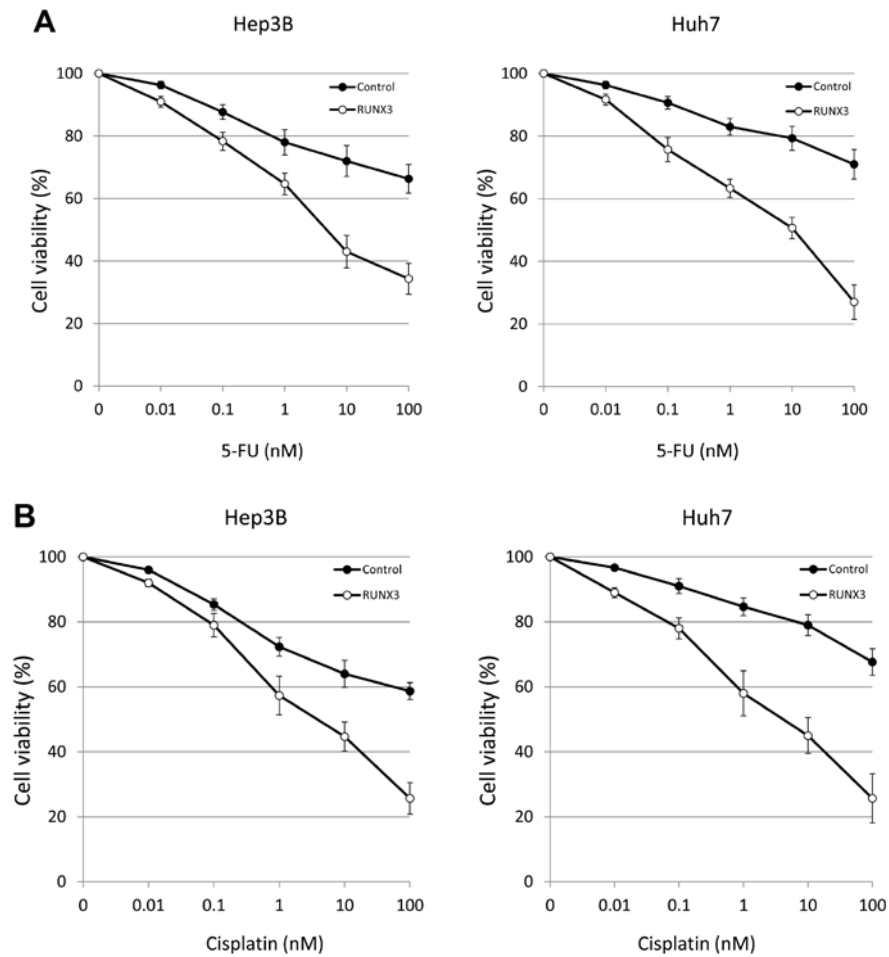 A
Hep3B
Huh7
100
80
60
40
20
0
Cell viability (%)
Control
RUNX3
0 0.01 0.1 1 10 100
5-FU (nM)
100
80
60
40
20
0
Cell viability (%)
Control
RUNX3
0 0.01 0.1 1 10 100
5-FU (nM)
B
Hep3B
Huh7
100
80
60
40
20
0
Cell viability (%)
Control
RUNX3
0 0.01 0.1 1 10 100
Cisplatin (nM)
100
80
60
40
20
0
Cell viability (%)
Control
RUNX3
0 0.01 0.1 1 10 100
Cisplatin (nM)